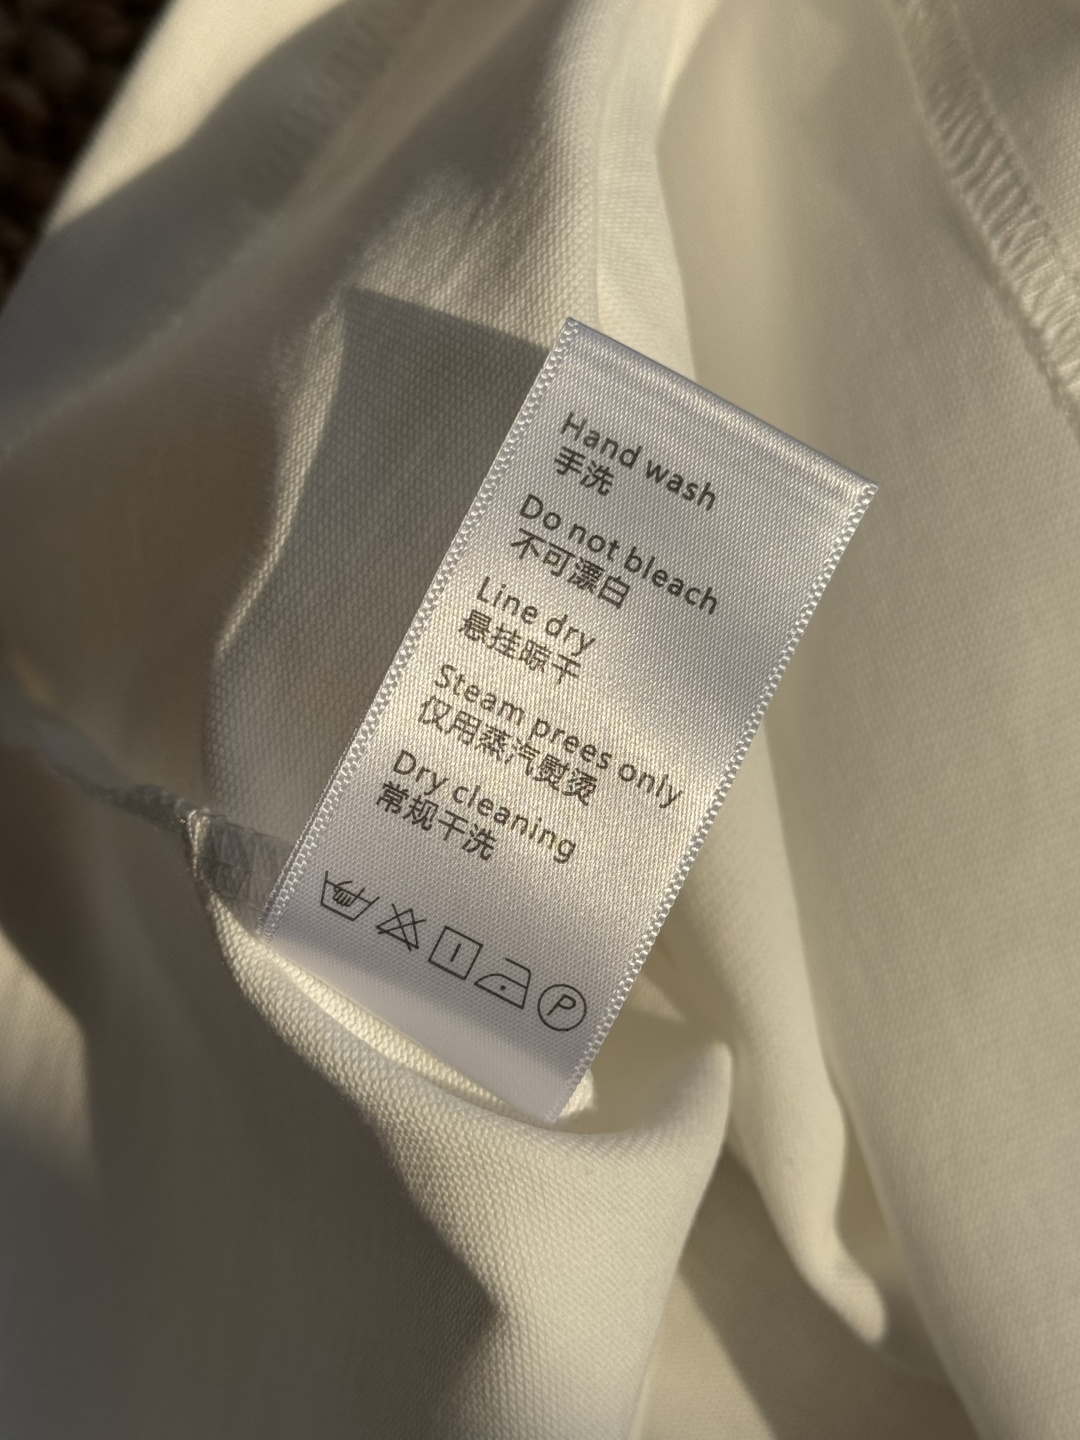 Hand wash
手洗
Do not bleach
不可漂白
Line dry
悬挂晾干
Steam prees only
仅用蒸汽熨烫
Dry cleaning
常规干洗
P